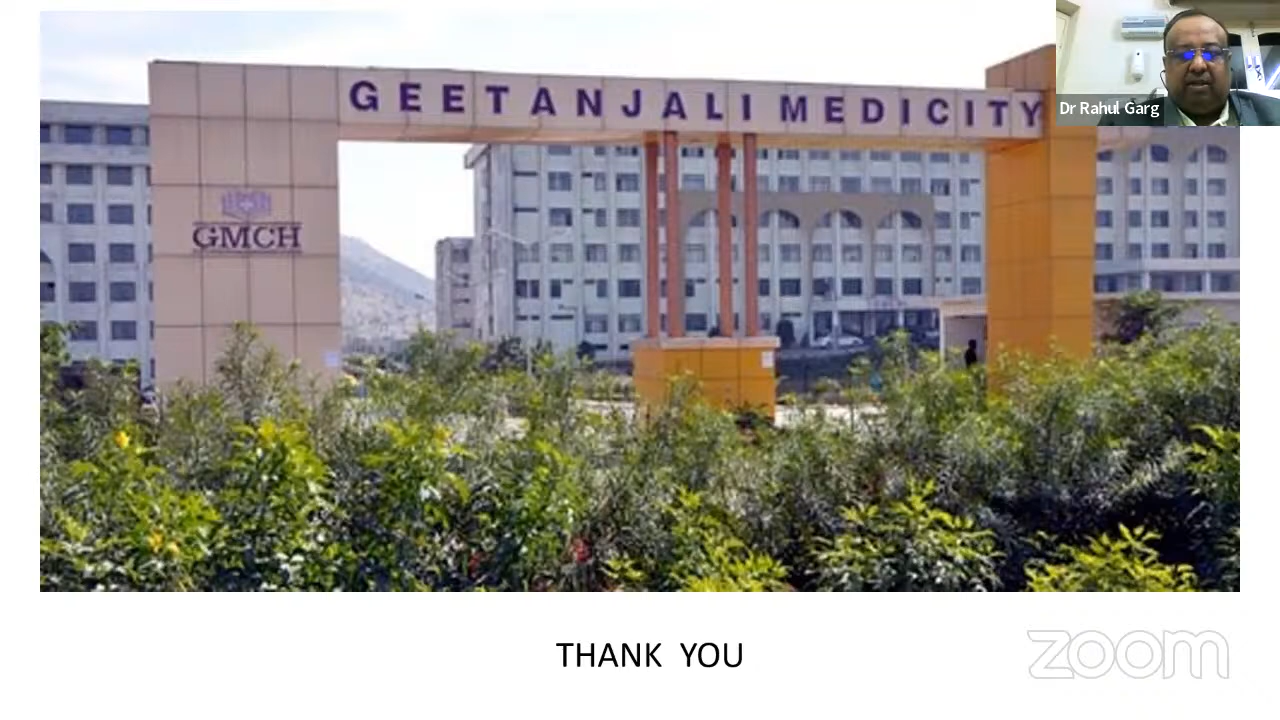 GEETANJALI MEDICITY
Dr Rahul Garg
GMCH
THANK YOU
zoom